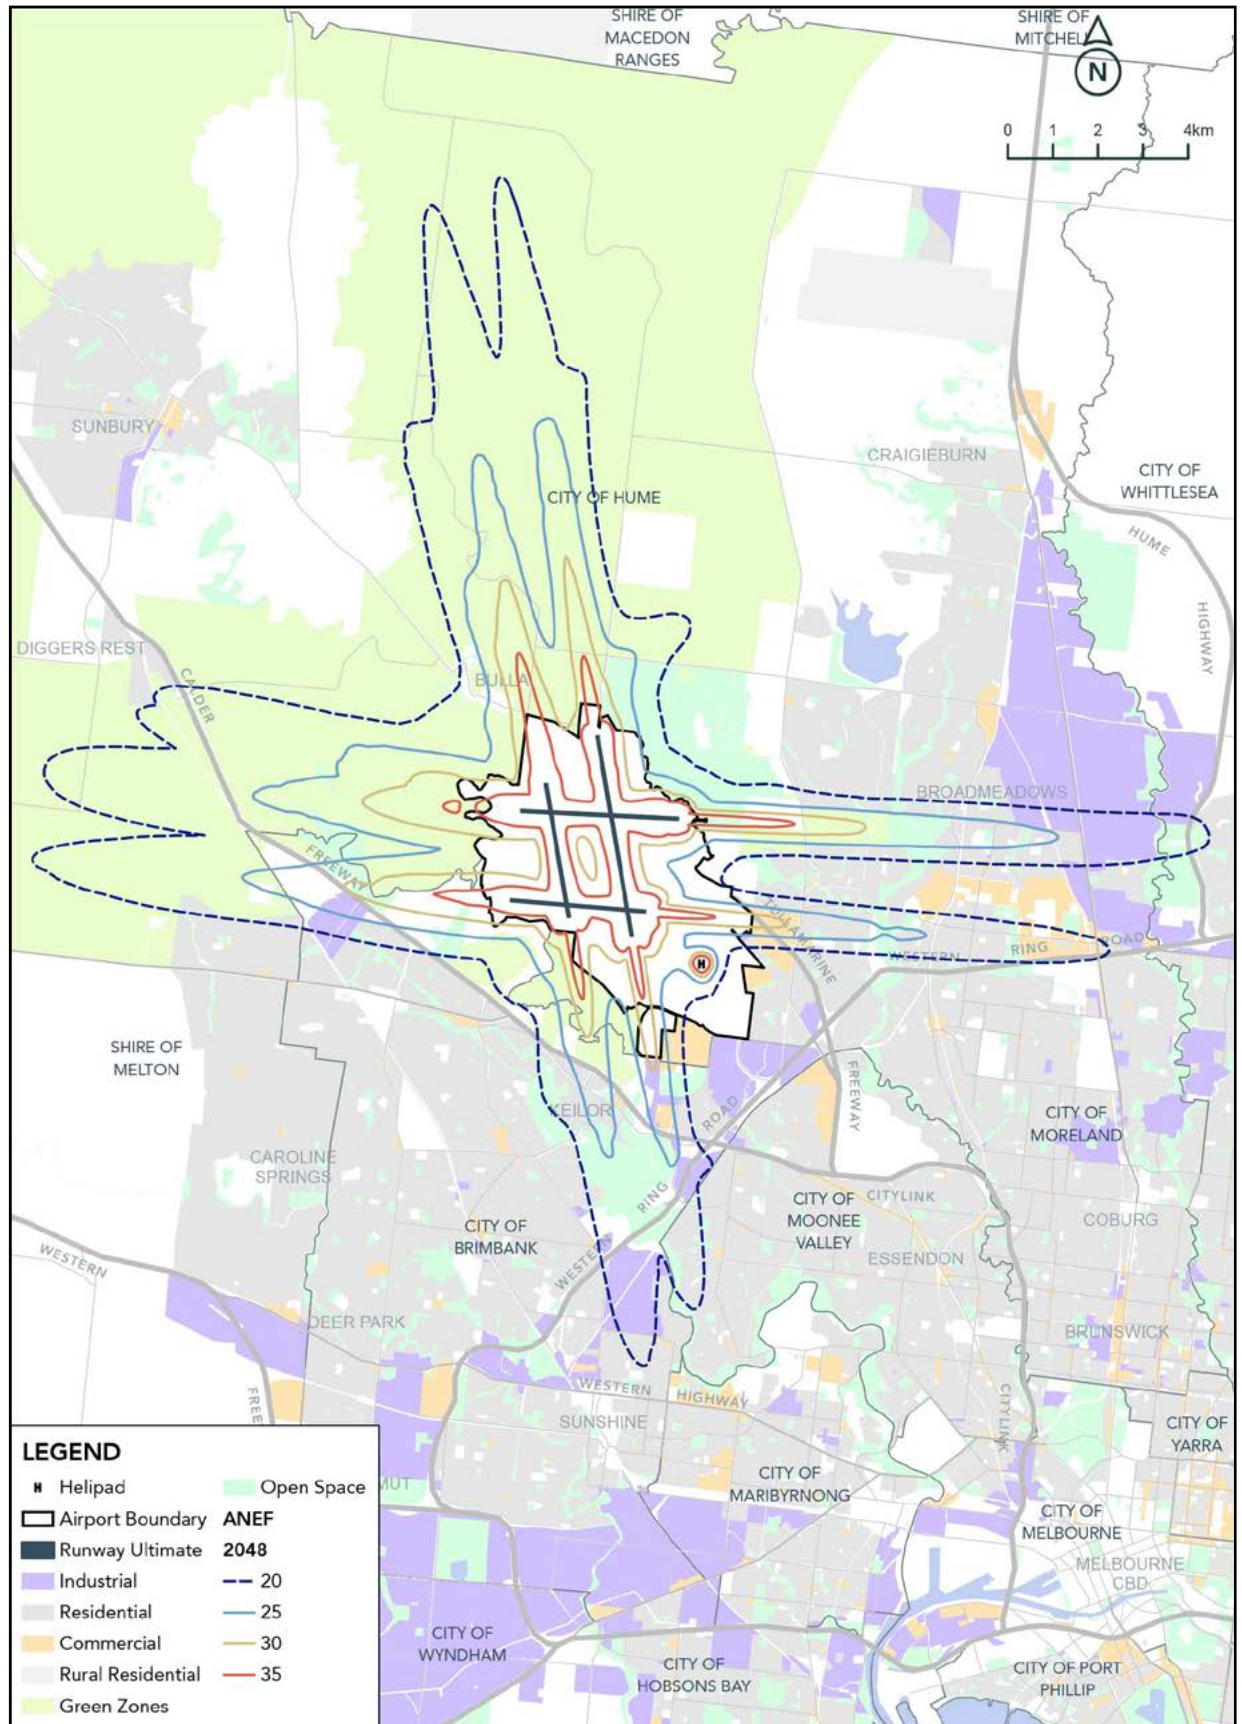 SHIRE OF
MACEDON
RANGES
SHIRE OF
MITCHELL
N
0 1 2 3 4km
SUNBURY
CRAIGIEBURN
CITY OF
WHITTLESEA
CITY OF HUME
HUME
HIGHWAY
DIGGERS REST
CALDER
BULLA
BROADMEADOWS
FREEWAY
TULLAMARINE
WESTERN
RING
ROAD
H
SHIRE OF
MELTON
FREEWAY
KEILOR
ROAD
CITY OF
MORELAND
CAROLINE
SPRINGS
RING
CITYLINK
CITY OF
MOONEE
VALLEY
CITY OF
BRIMBANK
COBURG
WESTERN
WESTERN
ESSENDON
DEER PARK
BRUNSWICK
FREE
WESTERN
HIGHWAY
CITYLINK
SUNSHINE
CITY OF
YARRA
CITY OF
MARIBYRNONG
CITY OF
MELBOURNE
MELBOURNE
CBD
CITY OF
WYNDHAM
CITY OF
HOBSONS BAY
CITY OF PORT
PHILLIP
MUT
LEGEND
H Helipad
Airport Boundary
Runway Ultimate
Industrial
Residential
Commercial
Rural Residential
Green Zones
Open Space
ANEF
2048
20
25
30
35